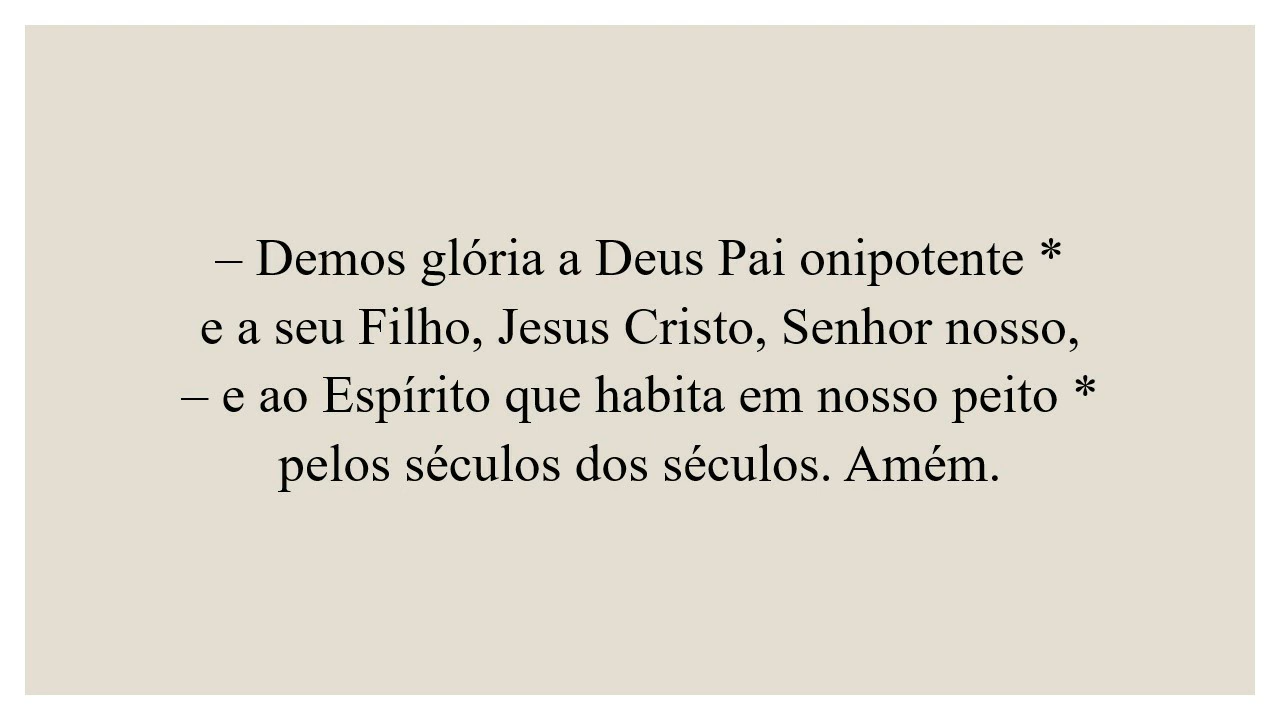 – Demos glória a Deus Pai onipotente *
e a seu Filho, Jesus Cristo, Senhor nosso,
– e ao Espírito que habita em nosso peito *
pelos séculos dos séculos. Amém.